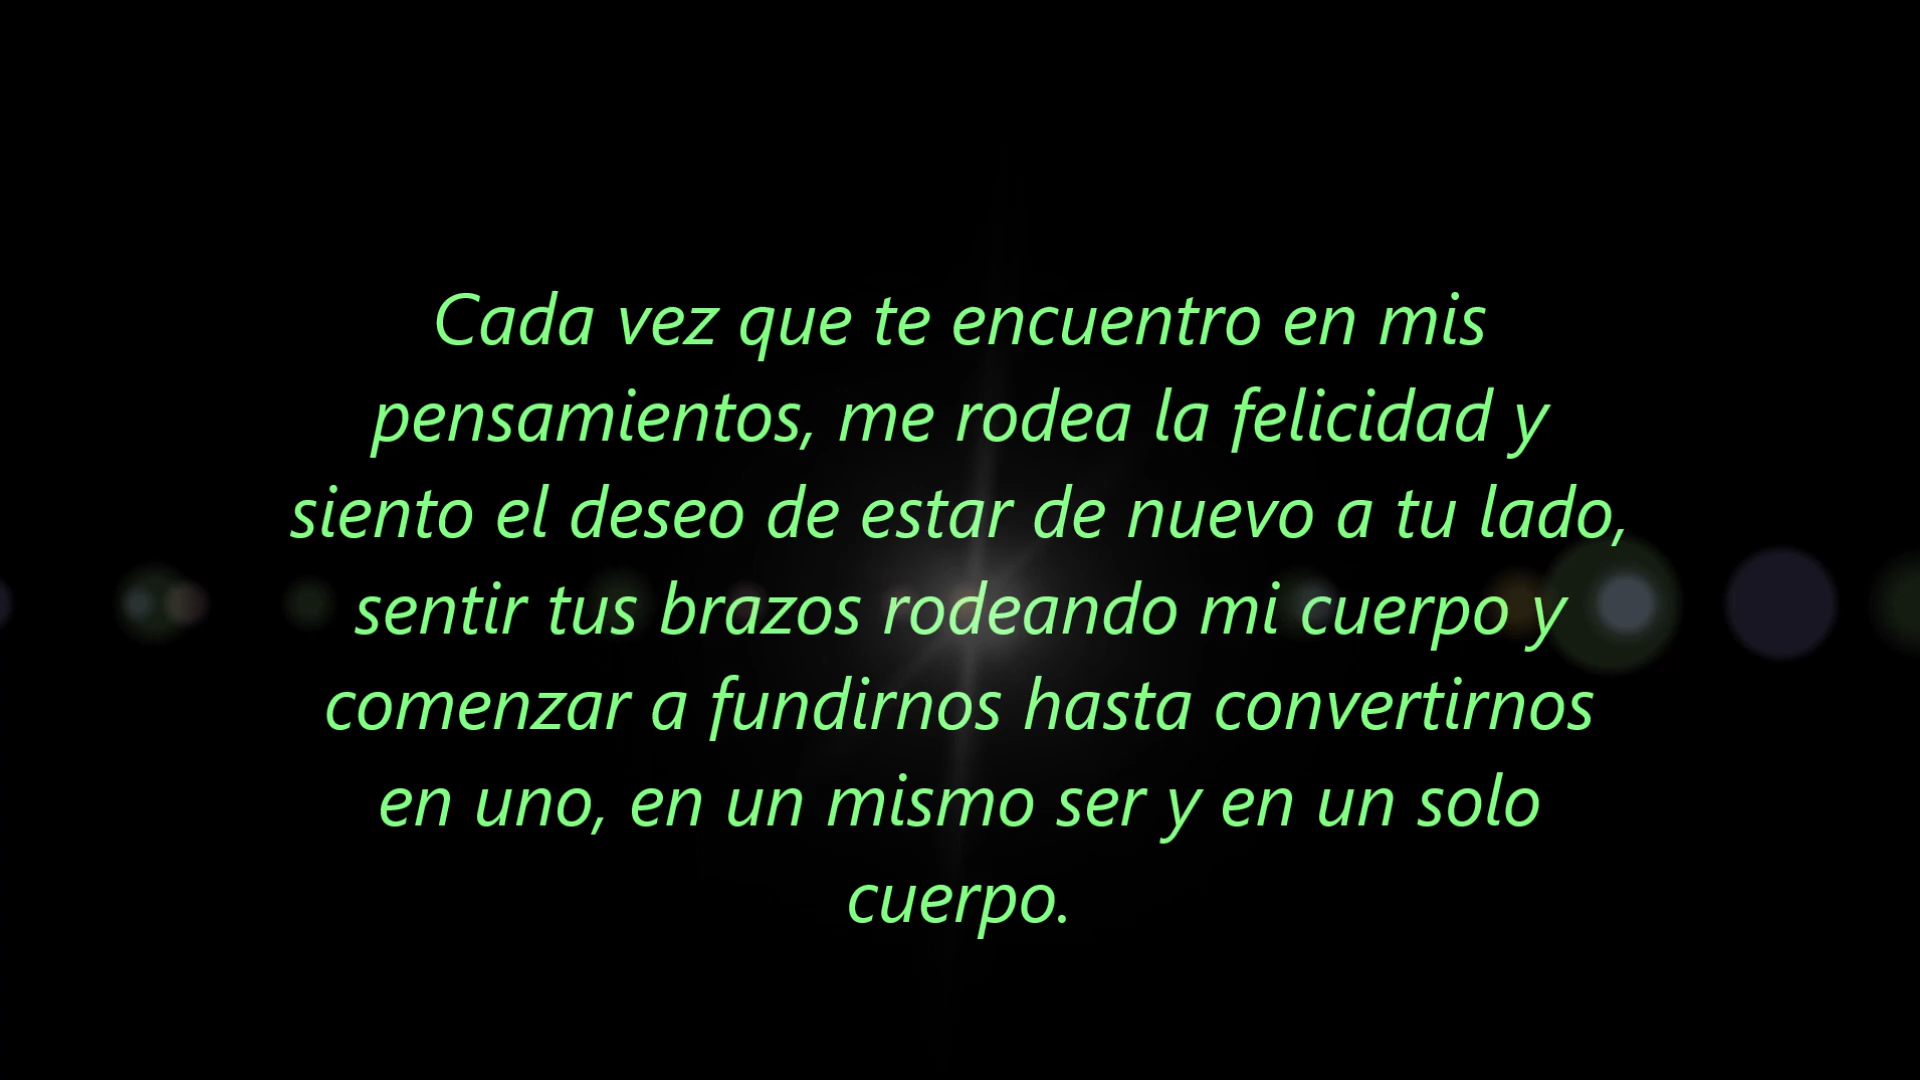 Cada vez que te encuentro en mis
pensamientos, me rodea la felicidad y
siento el deseo de estar de nuevo a tu lado,
sentir tus brazos rodeando mi cuerpo y
comenzar a fundirnos hasta convertirnos
en uno, en un mismo ser y en un solo
cuerpo.